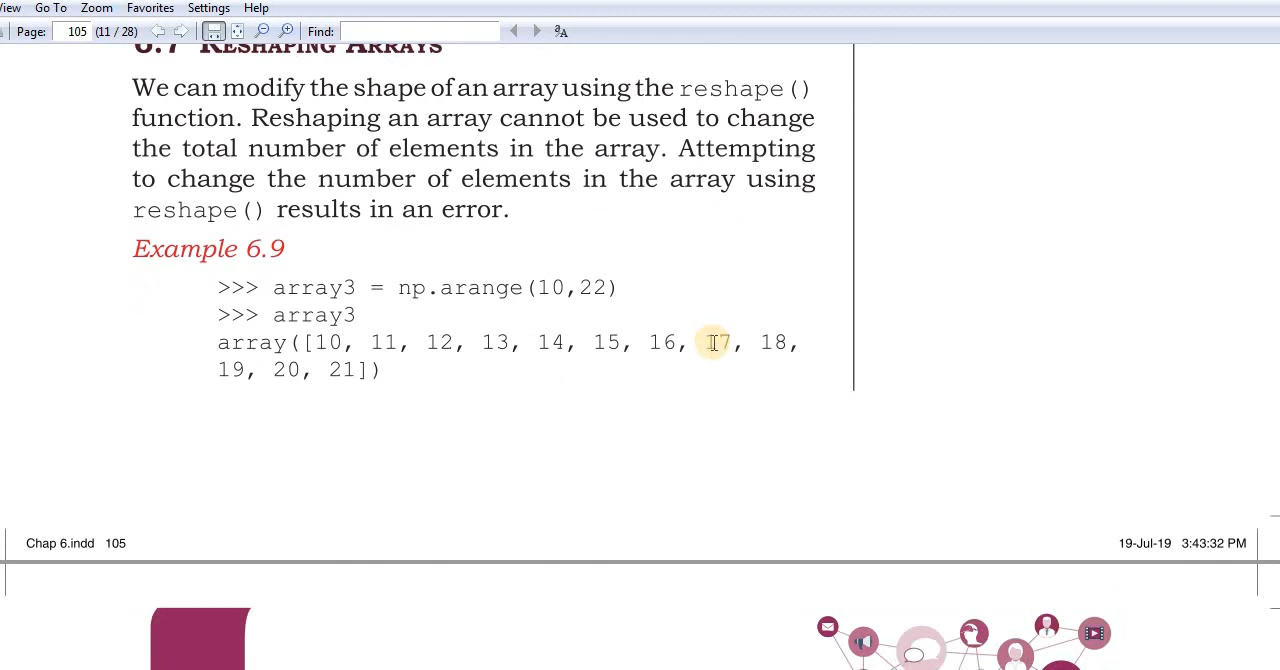 View Go To Zoom Favorites Settings Help
Page: 105 (11 / 28) Find:
6.7 Reshaping Arrays
We can modify the shape of an array using the reshape()
function. Reshaping an array cannot be used to change
the total number of elements in the array. Attempting
to change the number of elements in the array using
reshape() results in an error.
Example 6.9
>>> array3 = np.arange(10,22)
>>> array3
array([10, 11, 12, 13, 14, 15, 16, 17, 18,
19, 20, 21])
Chap 6.indd 105
19-Jul-19 3:43:32 PM